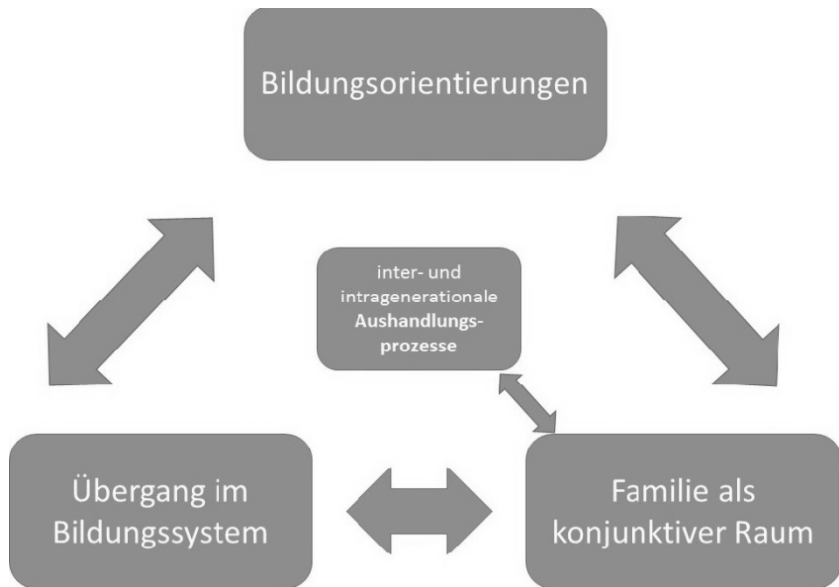 Bildungsorientierungen
inter- und
intragenerationale
Aushandlungs-
prozesse
Übergang im
Bildungssystem
Familie als
konjunktiver Raum